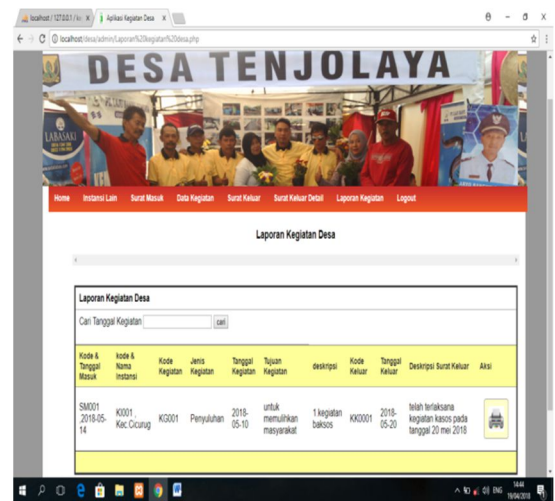 localhost / 127.0.0.1 /
Aplikasi Kegiatan Desa
localhost/desa/admin/Laporan%20kegiatan%20desa.php
DESA TENJOLAYA
LABASAKI
Home Instansi Lain Surat Masuk Data Kegiatan Surat Keluar Surat Keluar Detail Laporan Kegiatan Logout
Laporan Kegiatan Desa
Laporan Kegiatan Desa
Cari Tanggal Kegiatan cari
Kode & Tanggal Masuk
kode & Nama Instansi
Kode Kegiatan
Jenis Kegiatan
Tanggal Kegiatan
Tujuan Kegiatan
deskripsi
Kode Keluar
Tanggal Keluar
Deskripsi Surat Keluar
Aksi
SM001 ,2018-05-14
K0001 , Kec.Cicurug
KG001
Penyuluhan
2018-05-10
untuk memulihkan masyarakat
1.kegiatan baksos
KK0001
2018-05-20
telah terlaksana kegiatan kasos pada tanggal 20 mei 2018
ENG
14:44
19/04/2018